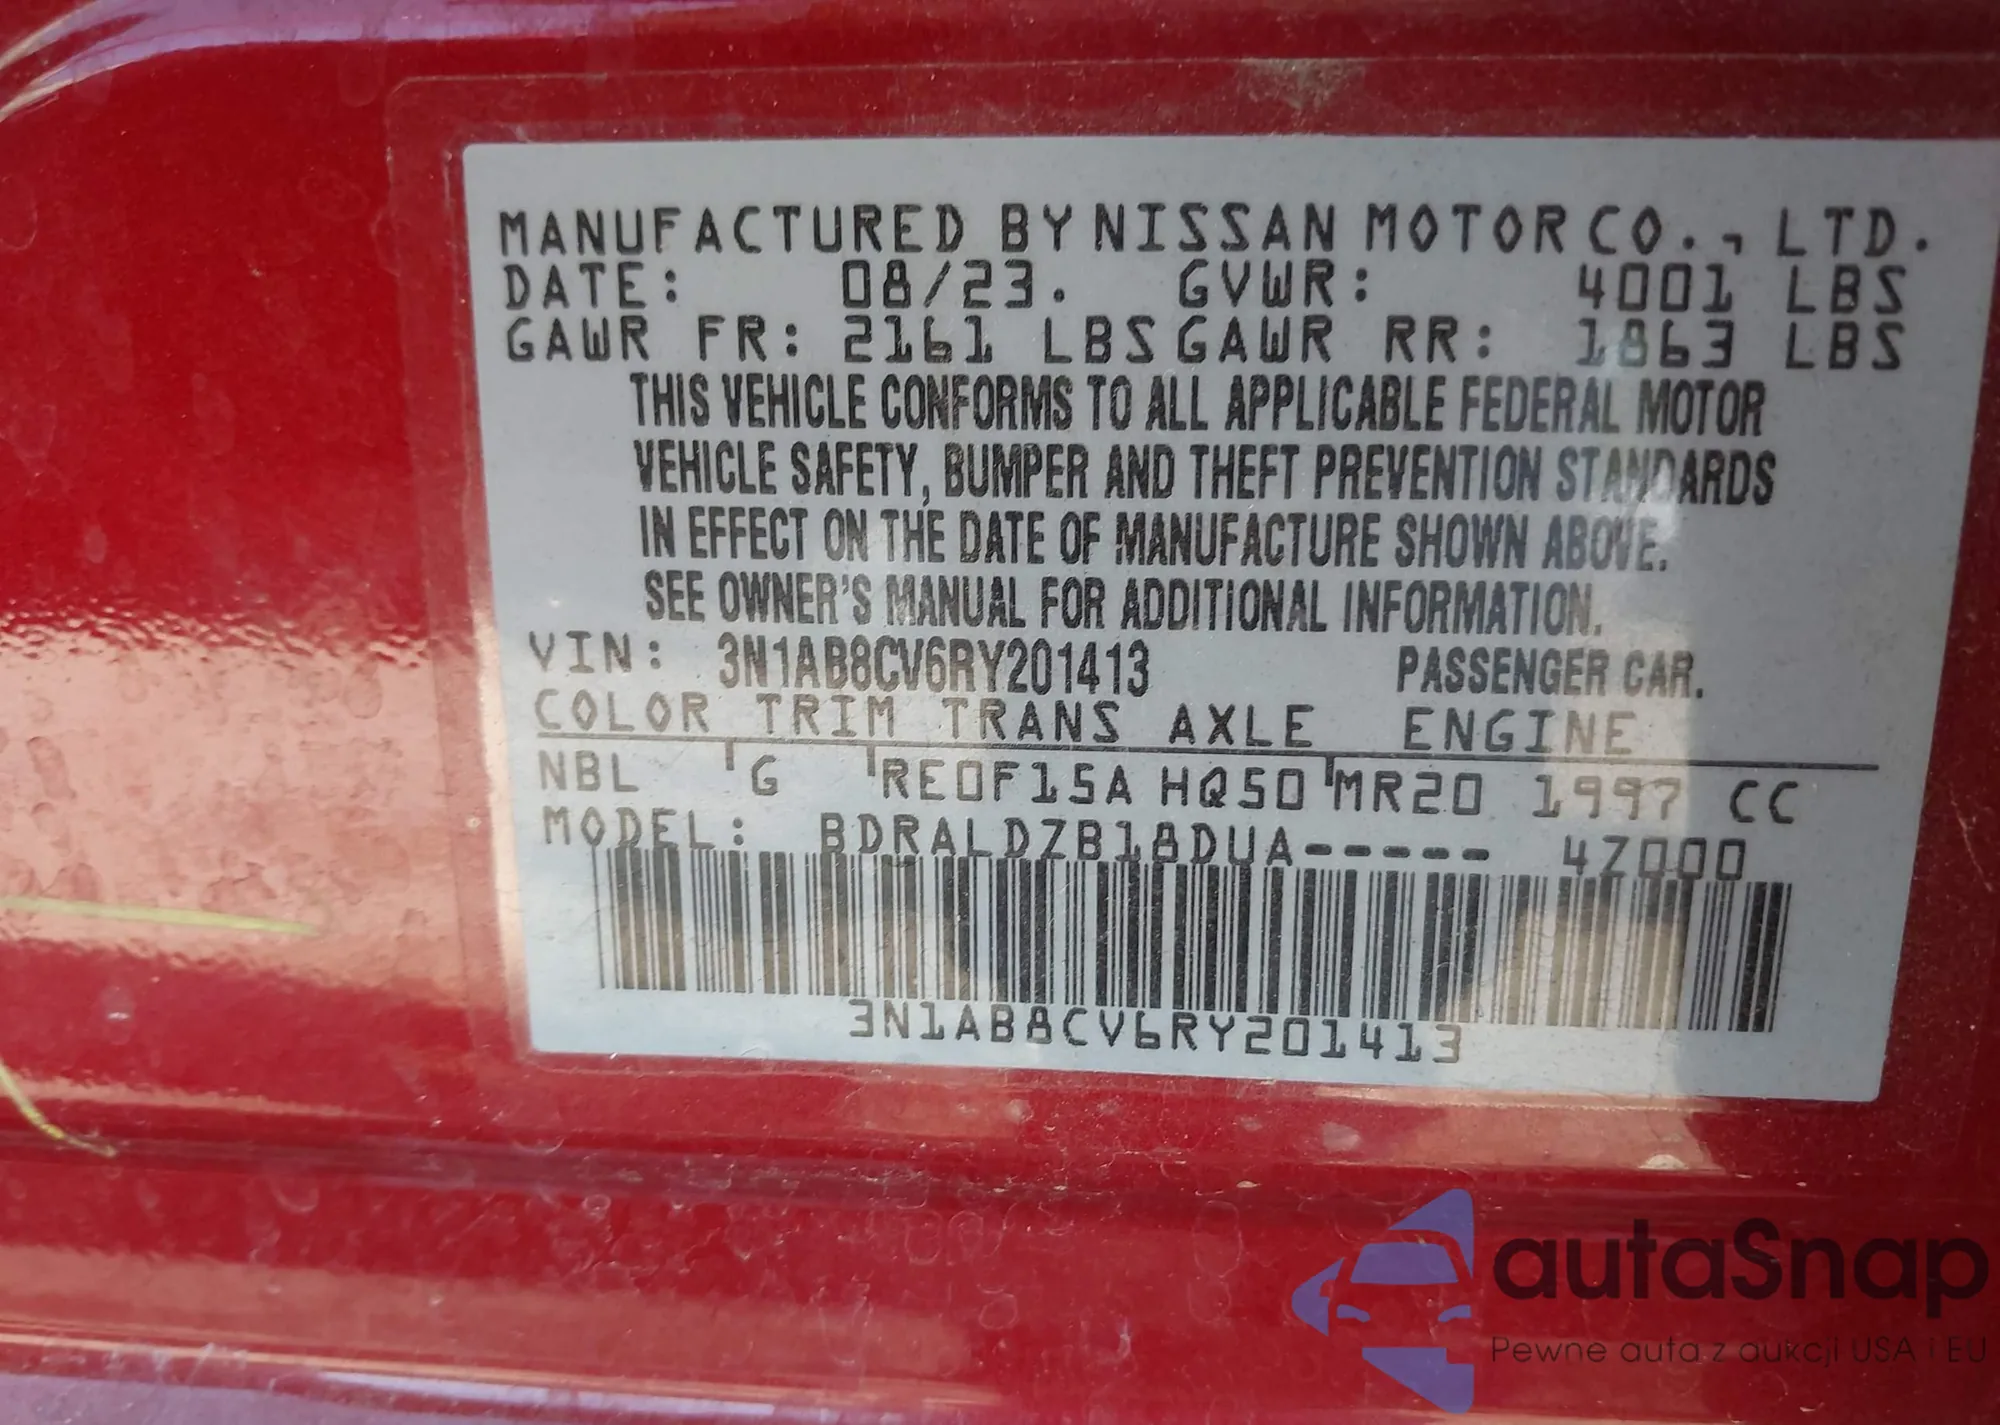 MANUFACTURED BY NISSAN MOTOR CO., LTD.
DATE: 08/23. GVWR: 4001 LBS
GAWR FR: 2161 LBS GAWR RR: 1863 LBS
THIS VEHICLE CONFORMS TO ALL APPLICABLE FEDERAL MOTOR
VEHICLE SAFETY, BUMPER AND THEFT PREVENTION STANDARDS
IN EFFECT ON THE DATE OF MANUFACTURE SHOWN ABOVE.
SEE OWNER'S MANUAL FOR ADDITIONAL INFORMATION.
VIN: 3N1AB8CV6RY201413 PASSENGER CAR.
COLOR TRIM TRANS AXLE ENGINE
NBL G RE0F15A HQ50 MR20 1997 CC
MODEL: BDRALDZB18DUA----- 4Z000
3N1AB8CV6RY201413
autaSnap
Pewne auta z aukcji USA i EU